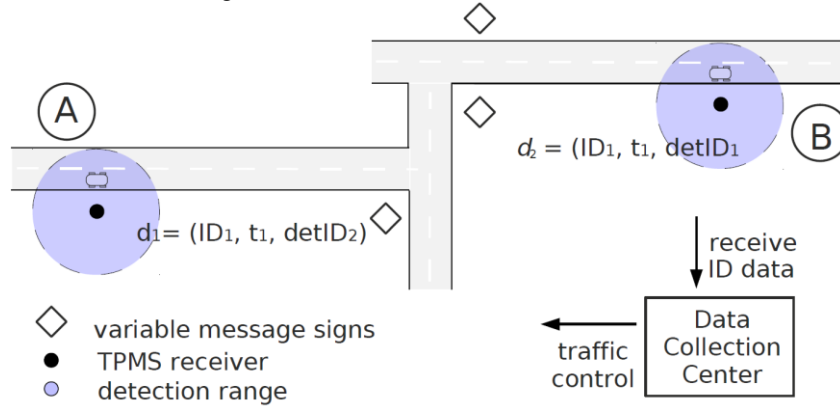 A
B
d₂ = (ID₁, t₁, detID₁
d₁= (ID₁, t₁, detID₂)
receive
ID data
variable message signs
TPMS receiver
detection range
traffic
control
Data
Collection
Center